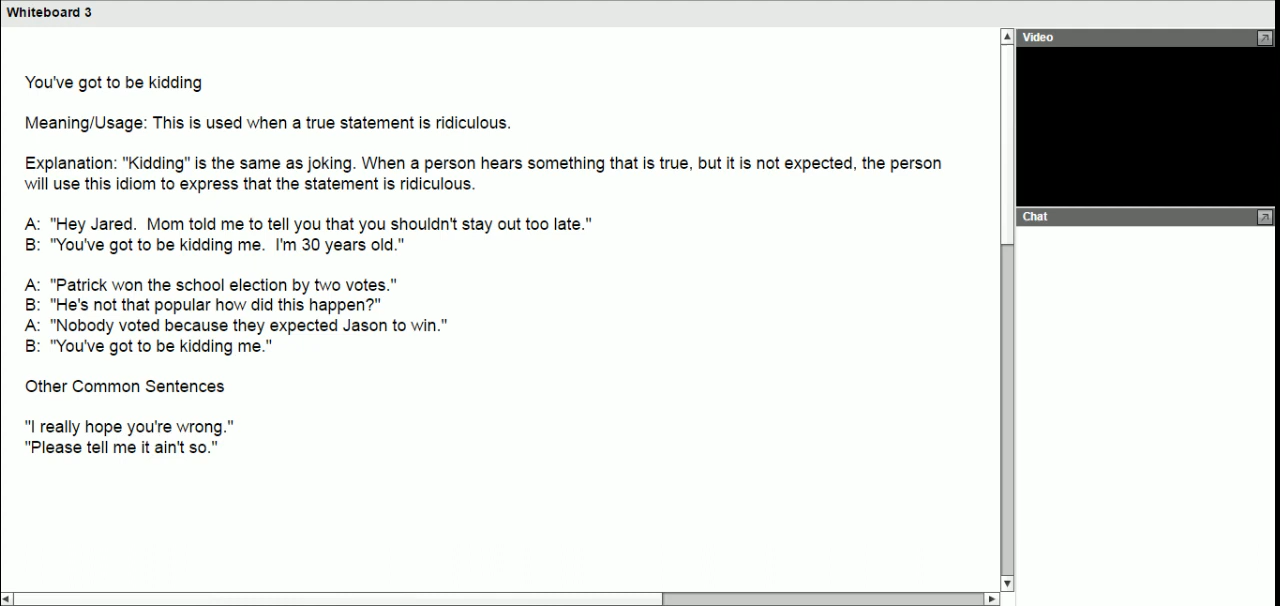 Whiteboard 3
Video
Chat
You've got to be kidding
Meaning/Usage: This is used when a true statement is ridiculous.
Explanation: "Kidding" is the same as joking. When a person hears something that is true, but it is not expected, the person
will use this idiom to express that the statement is ridiculous.
A:  "Hey Jared.  Mom told me to tell you that you shouldn't stay out too late."
B:  "You've got to be kidding me.  I'm 30 years old."
A:  "Patrick won the school election by two votes."
B:  "He's not that popular how did this happen?"
A:  "Nobody voted because they expected Jason to win."
B:  "You've got to be kidding me."
Other Common Sentences
"I really hope you're wrong."
"Please tell me it ain't so."